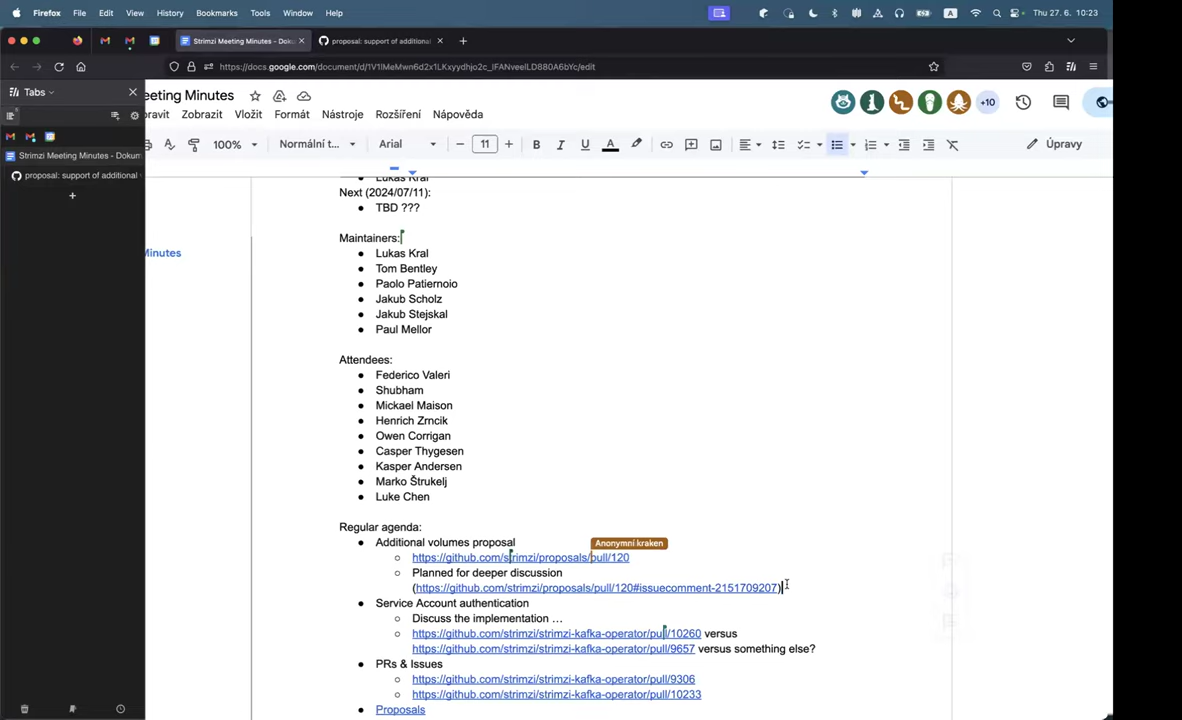 Firefox File Edit View History Bookmarks Tools Window Help A Thu 27. 6. 10:23
Strimzi Meeting Minutes - Doku proposal: support of additional
https://docs.google.com/document/d/1V1lMeMwn6d2x1LKxyydhjo2c_lFANveelLD880A6bYc/edit
Tabs
eeting Minutes
+10
ravit Zobrazit Vložit Formát Nástroje Rozšíření Nápověda
100% Normální t... Arial 11 B I U A Úpravy
Strimzi Meeting Minutes - Dokum
proposal: support of additional
Minutes
Lukas Kral
Next (2024/07/11):
TBD ???
Maintainers:
Lukas Kral
Tom Bentley
Paolo Patiernoio
Jakub Scholz
Jakub Stejskal
Paul Mellor
Attendees:
Federico Valeri
Shubham
Mickael Maison
Henrich Zrncik
Owen Corrigan
Casper Thygesen
Kasper Andersen
Marko Štrukelj
Luke Chen
Regular agenda:
Additional volumes proposal
Anonymní kraken
https://github.com/strimzi/proposals/pull/120
Planned for deeper discussion
(https://github.com/strimzi/proposals/pull/120#issuecomment-2151709207)
Service Account authentication
Discuss the implementation …
https://github.com/strimzi/strimzi-kafka-operator/pull/10260 versus
https://github.com/strimzi/strimzi-kafka-operator/pull/9657 versus something else?
PRs & Issues
https://github.com/strimzi/strimzi-kafka-operator/pull/9306
https://github.com/strimzi/strimzi-kafka-operator/pull/10233
Proposals